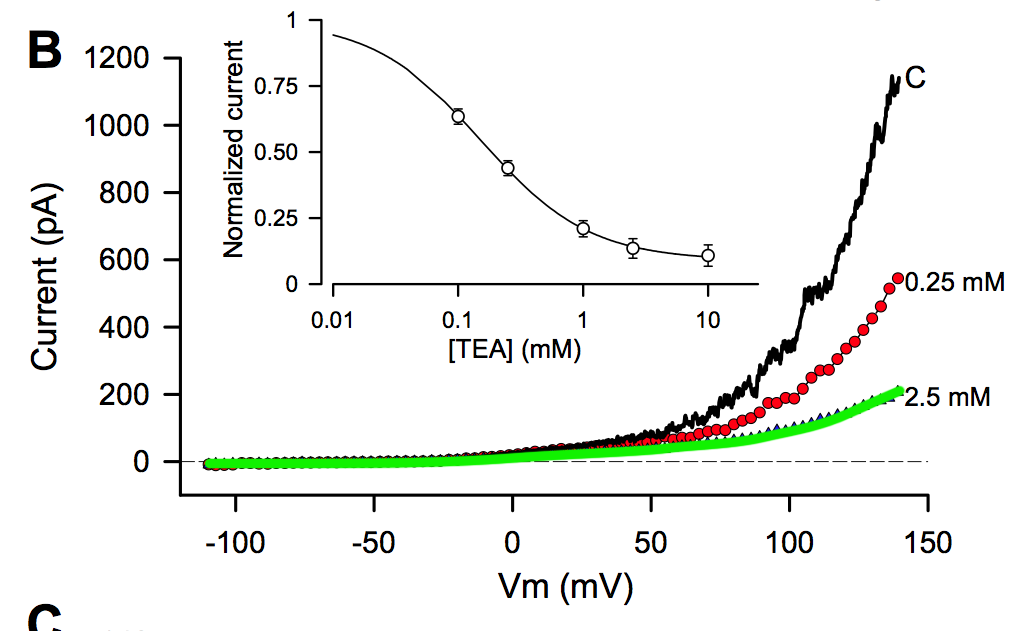 B
1200
1000
800
600
400
200
0
Current (pA)
-100 -50 0 50 100 150
Vm (mV)
1
0.75
0.50
0.25
0
Normalized current
0.01 0.1 1 10
[TEA] (mM)
C
0.25 mM
2.5 mM
C